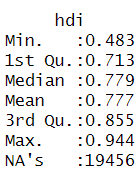 hdi
Min.   :0.483
1st Qu.:0.713
Median :0.779
Mean   :0.777
3rd Qu.:0.855
Max.   :0.944
NA's   :19456